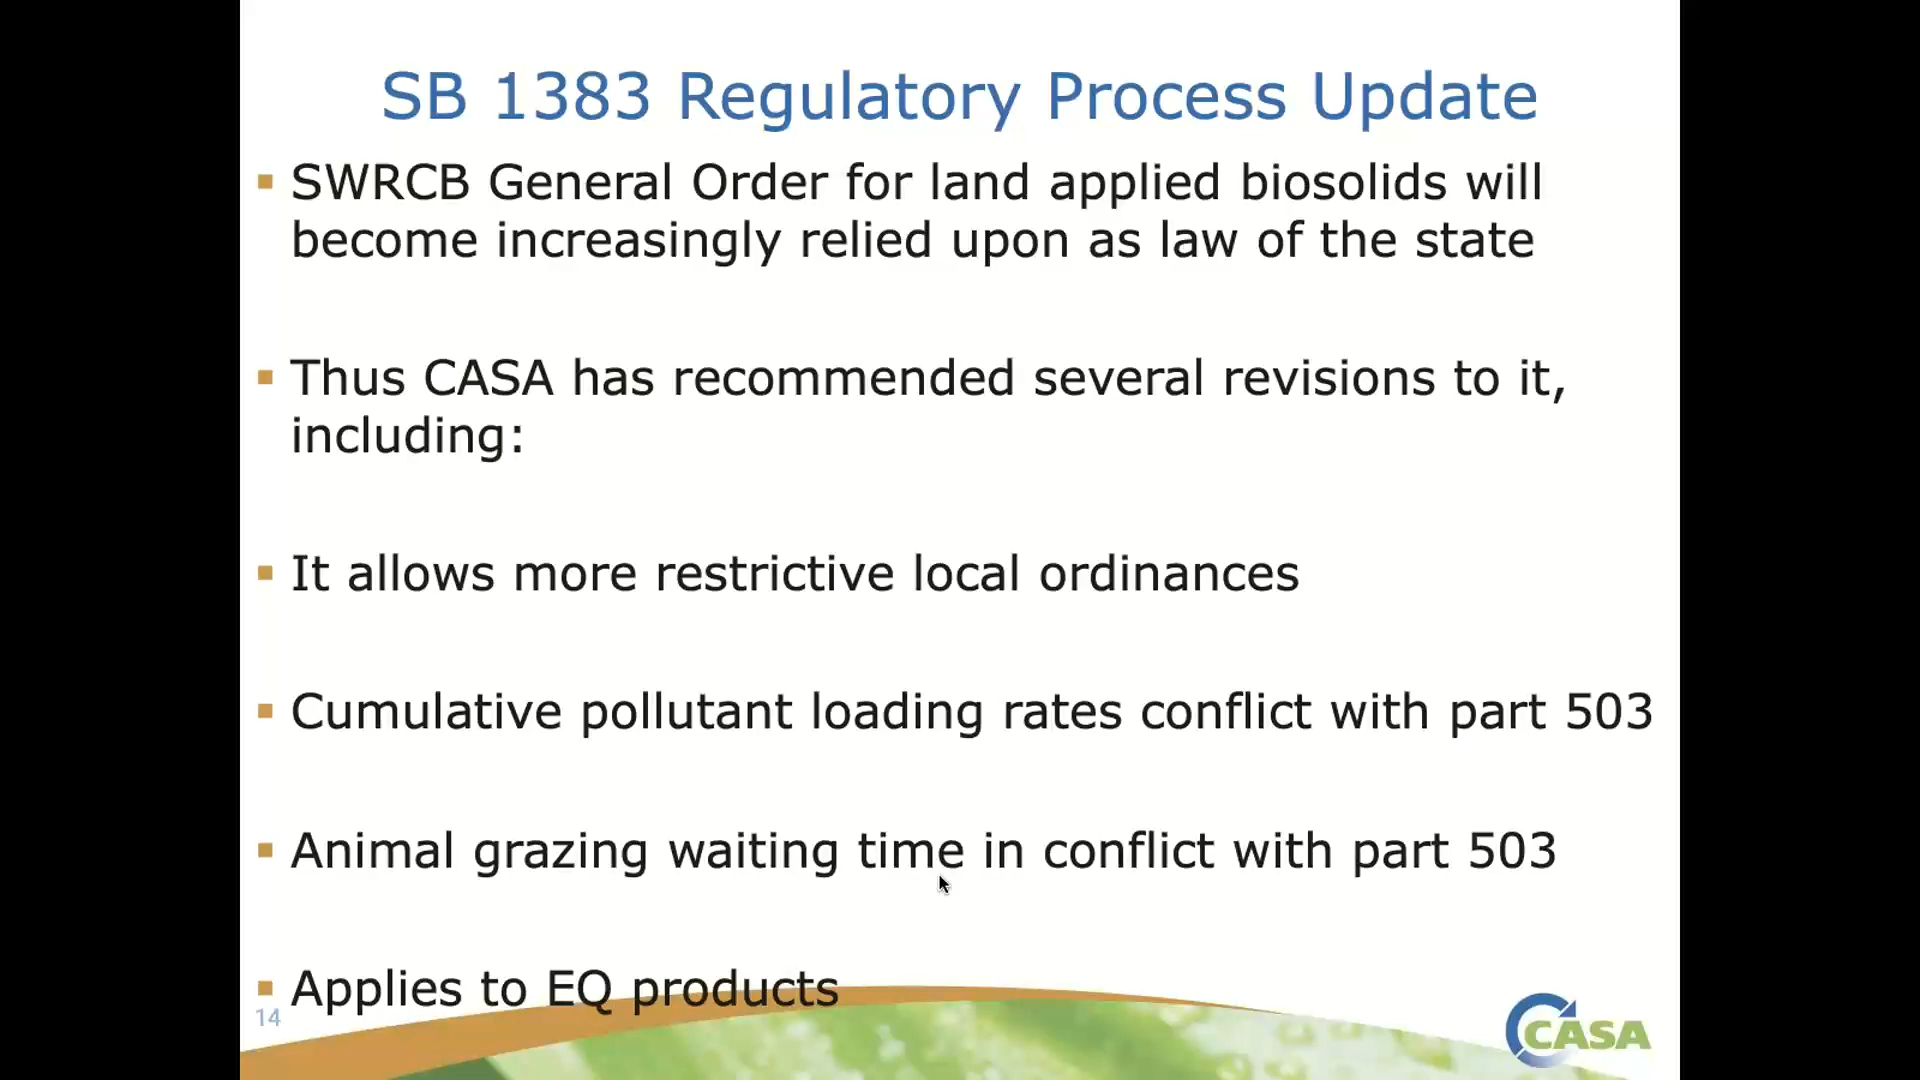 SB 1383 Regulatory Process Update
▪ SWRCB General Order for land applied biosolids will
become increasingly relied upon as law of the state
▪ Thus CASA has recommended several revisions to it,
including:
▪ It allows more restrictive local ordinances
▪ Cumulative pollutant loading rates conflict with part 503
▪ Animal grazing waiting time in conflict with part 503
▪ Applies to EQ products
14
CASA